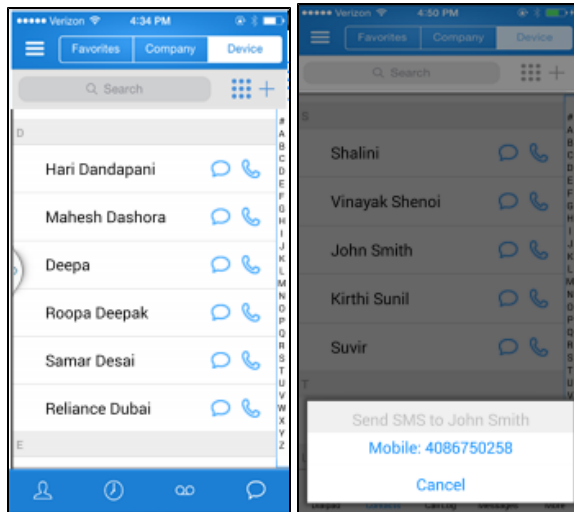 Verizon 4:34 PM
Favorites Company Device
Search
D
Hari Dandapani
Mahesh Dashora
Deepa
Roopa Deepak
Samar Desai
Reliance Dubai
E
#
A
B
C
D
E
F
G
H
I
J
K
L
M
N
O
P
Q
R
S
T
U
V
W
X
Y
Z
Verizon 4:50 PM
Favorites Company Device
Search
S
Shalini
Vinayak Shenoi
John Smith
Kirthi Sunil
Suvir
T
#
A
B
C
D
E
F
G
H
I
J
K
L
M
N
O
P
Q
R
S
T
U
V
Send SMS to John Smith
Mobile: 4086750258
Cancel